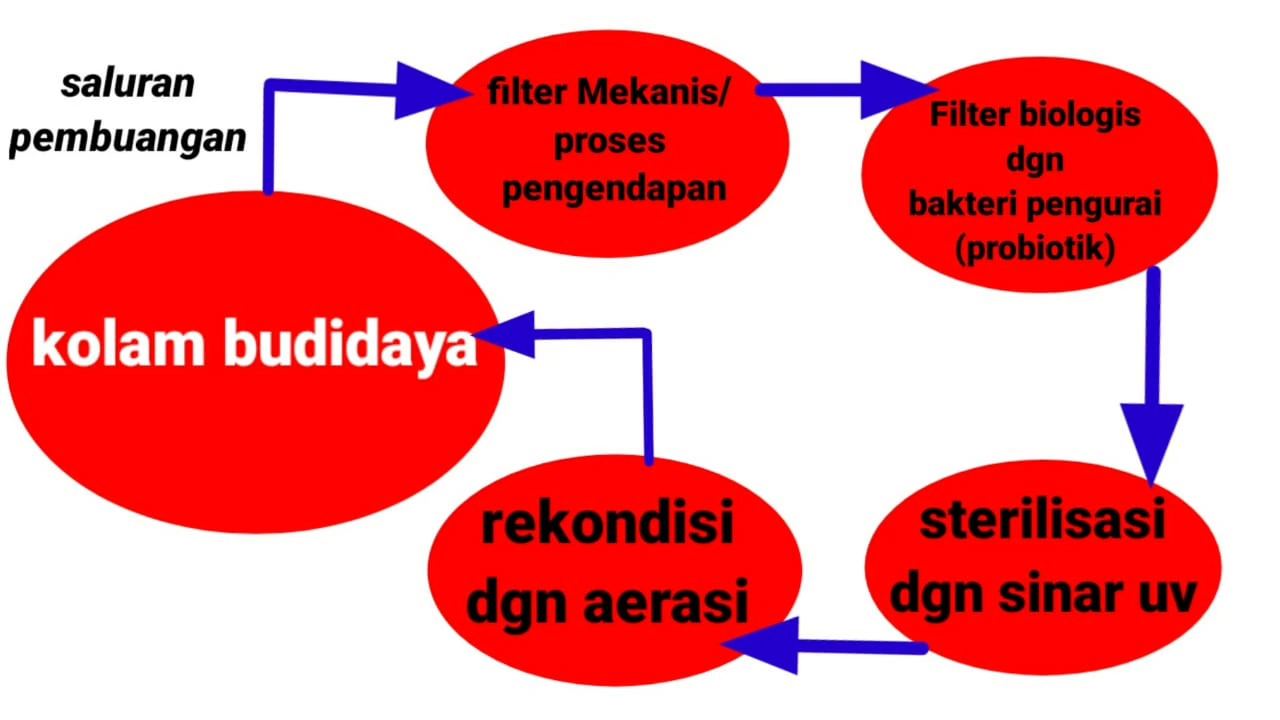 saluran
pembuangan
filter Mekanis/
proses
pengendapan
Filter biologis
dgn
bakteri pengurai
(probiotik)
kolam budidaya
rekondisi
dgn aerasi
sterilisasi
dgn sinar uv